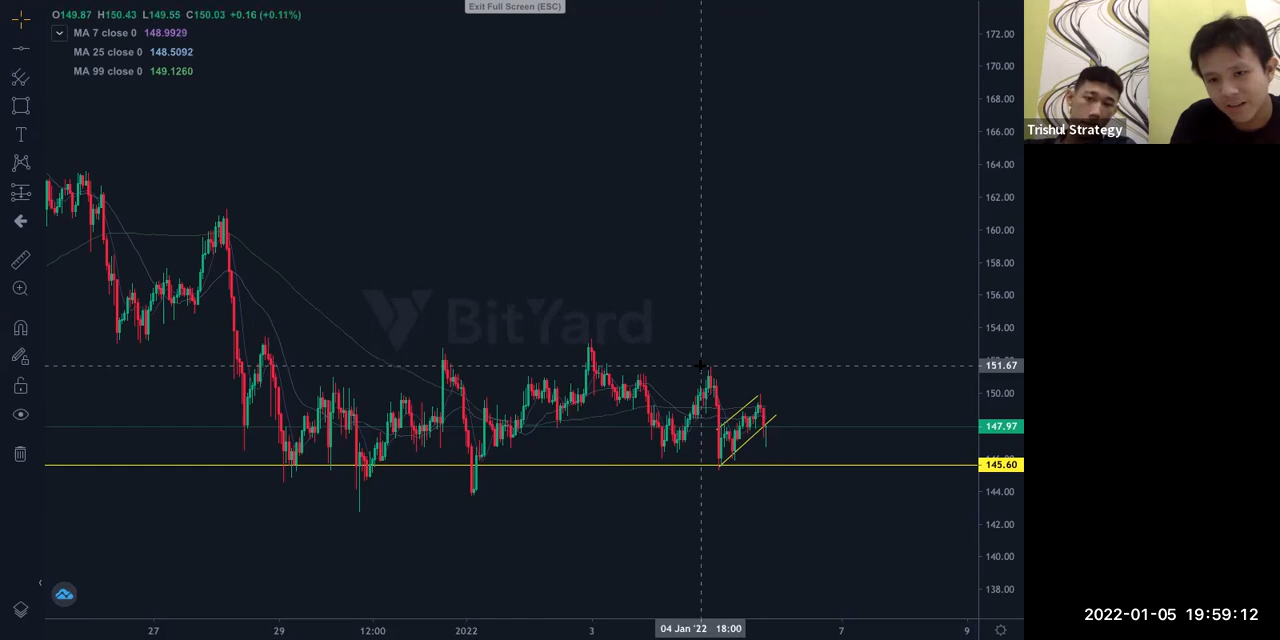 Exit Full Screen (ESC)
O149.87 H150.43 L149.55 C150.03 +0.16 (+0.11%)
MA 7 close 0 148.9929
MA 25 close 0 148.5092
MA 99 close 0 149.1260
T
Trishul Strategy
BitYard
172.00
170.00
168.00
166.00
164.00
162.00
160.00
158.00
156.00
154.00
151.67
150.00
147.97
145.60
144.00
142.00
140.00
138.00
27
29
12:00
2022
3
04 Jan '22 18:00
7
9
2022-01-05 19:59:12